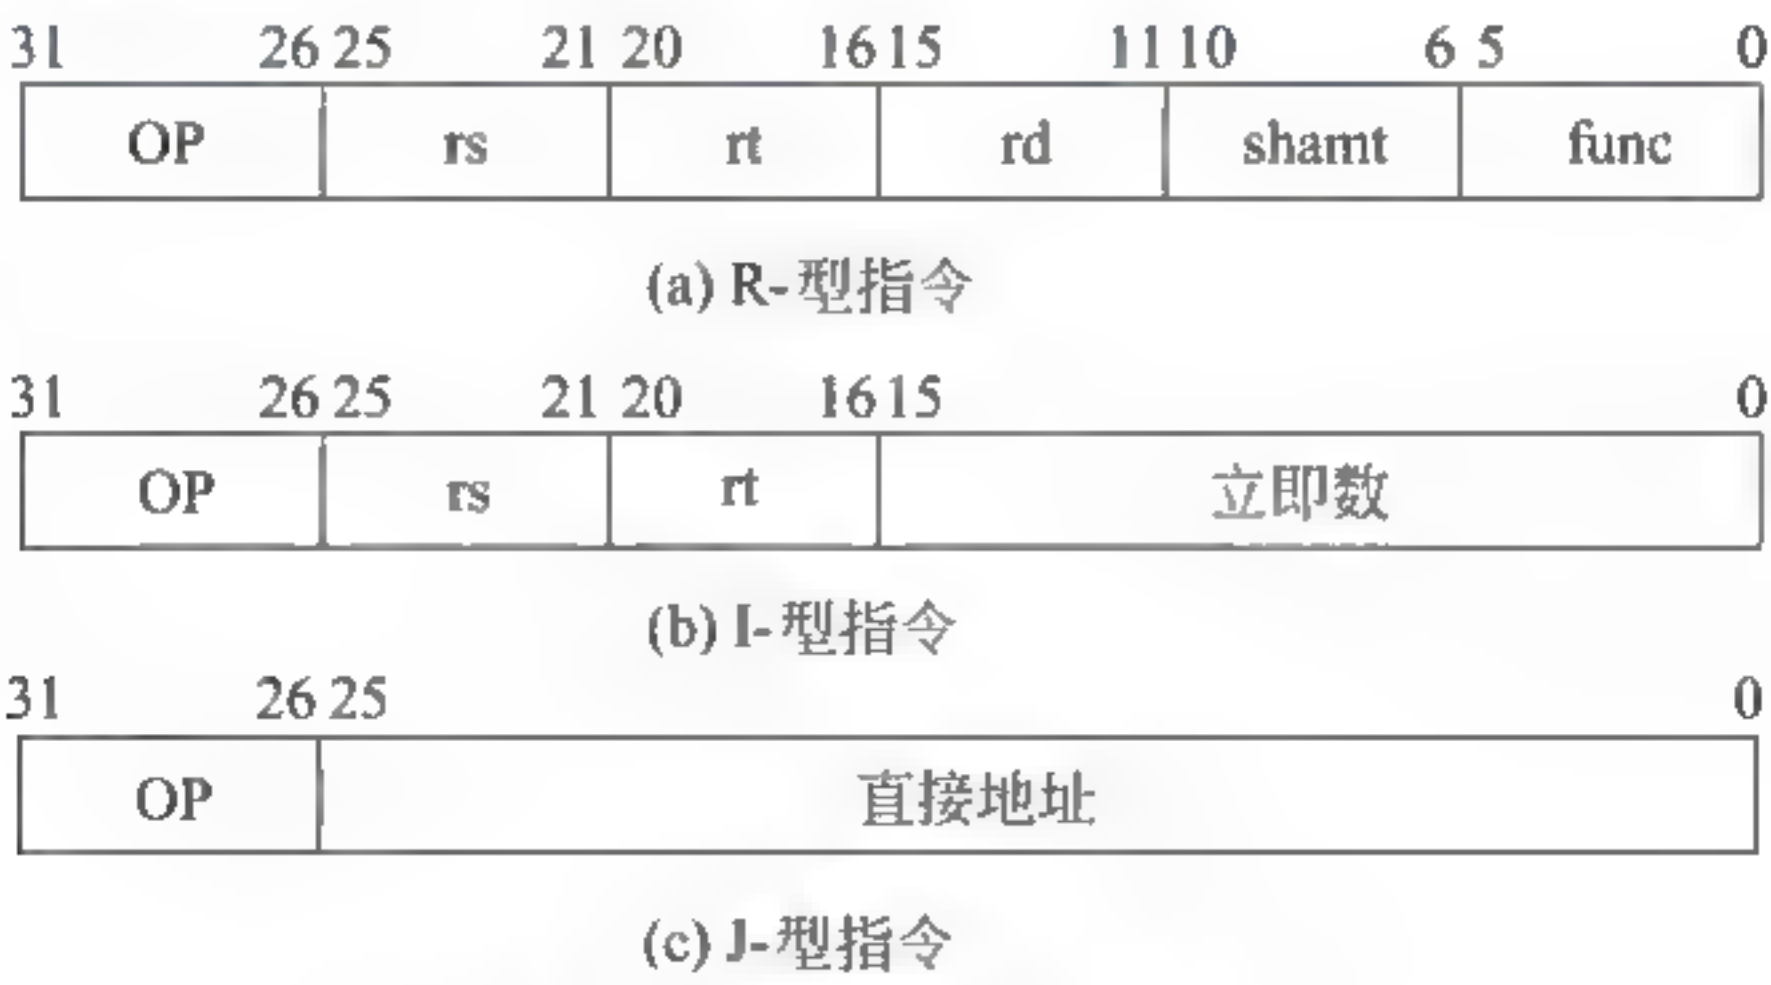 31 26 25 21 20 16 15 11 10 6 5 0
OP rs rt rd shamt func
(a) R-型指令
31 26 25 21 20 16 15 0
OP rs rt 立即数
(b) I-型指令
31 26 25 0
OP 直接地址
(c) J-型指令